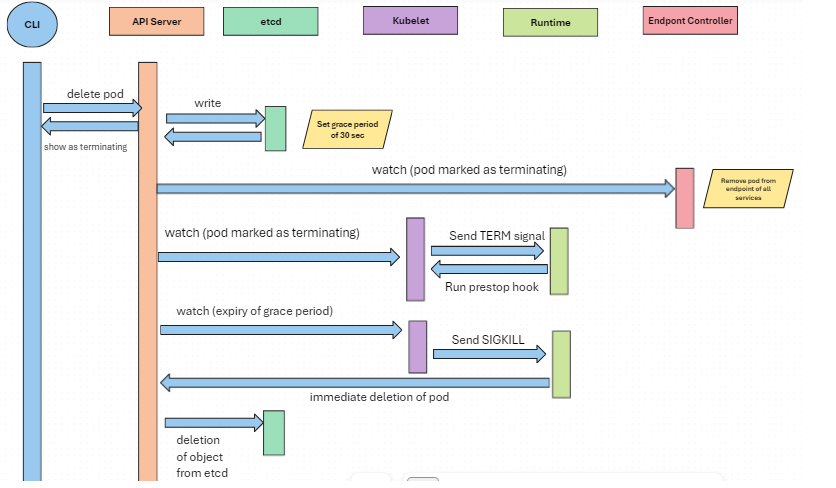 CLI
API Server
etcd
Kubelet
Runtime
Endpont Controller
delete pod
show as terminating
write
Set grace period
of 30 sec
watch (pod marked as terminating)
Remove pod from
endpoint of all
services
watch (pod marked as terminating)
Send TERM signal
Run prestop hook
watch (expiry of grace period)
Send SIGKILL
immediate deletion of pod
deletion
of object
from etcd